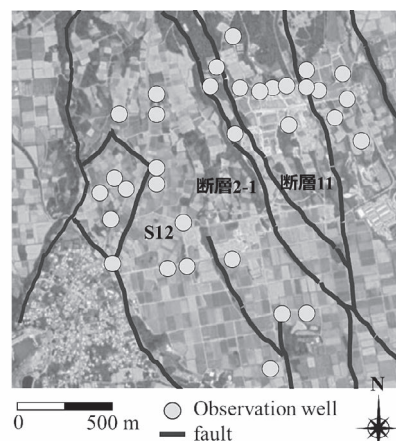 断層2-1
断層11
S12
N
0
500 m
Observation well
fault